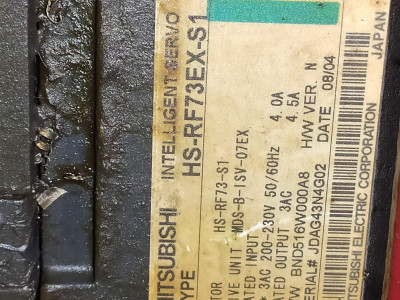 MITSUBISHI INTELLIGENT SERVO
TYPE HS-RF73EX-S1
MOTOR HS-RF73-S1
DRIVE UNIT MDS-B-ISV-07EX
RATED INPUT
3AC 200-230V 50/60Hz 4.0A
RATED OUTPUT 3AC 4.5A
S/W BND516W000A8 H/W VER. N
SERIAL# JDAG43N4G02 DATE 08/04
MITSUBISHI ELECTRIC CORPORATION JAPAN